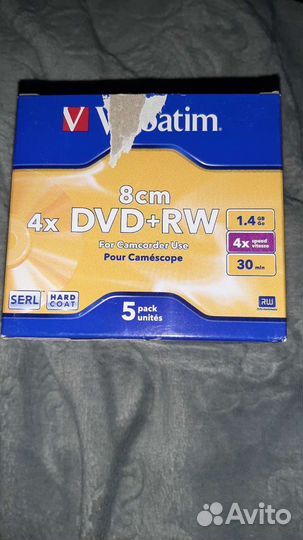 8cm
4x DVD+RW
For Camcorder Use
Pour Caméscope
1.4 GB Go
4x speed vitesse
30 min
SERL
HARD COAT
5 pack unités
RW
Avito